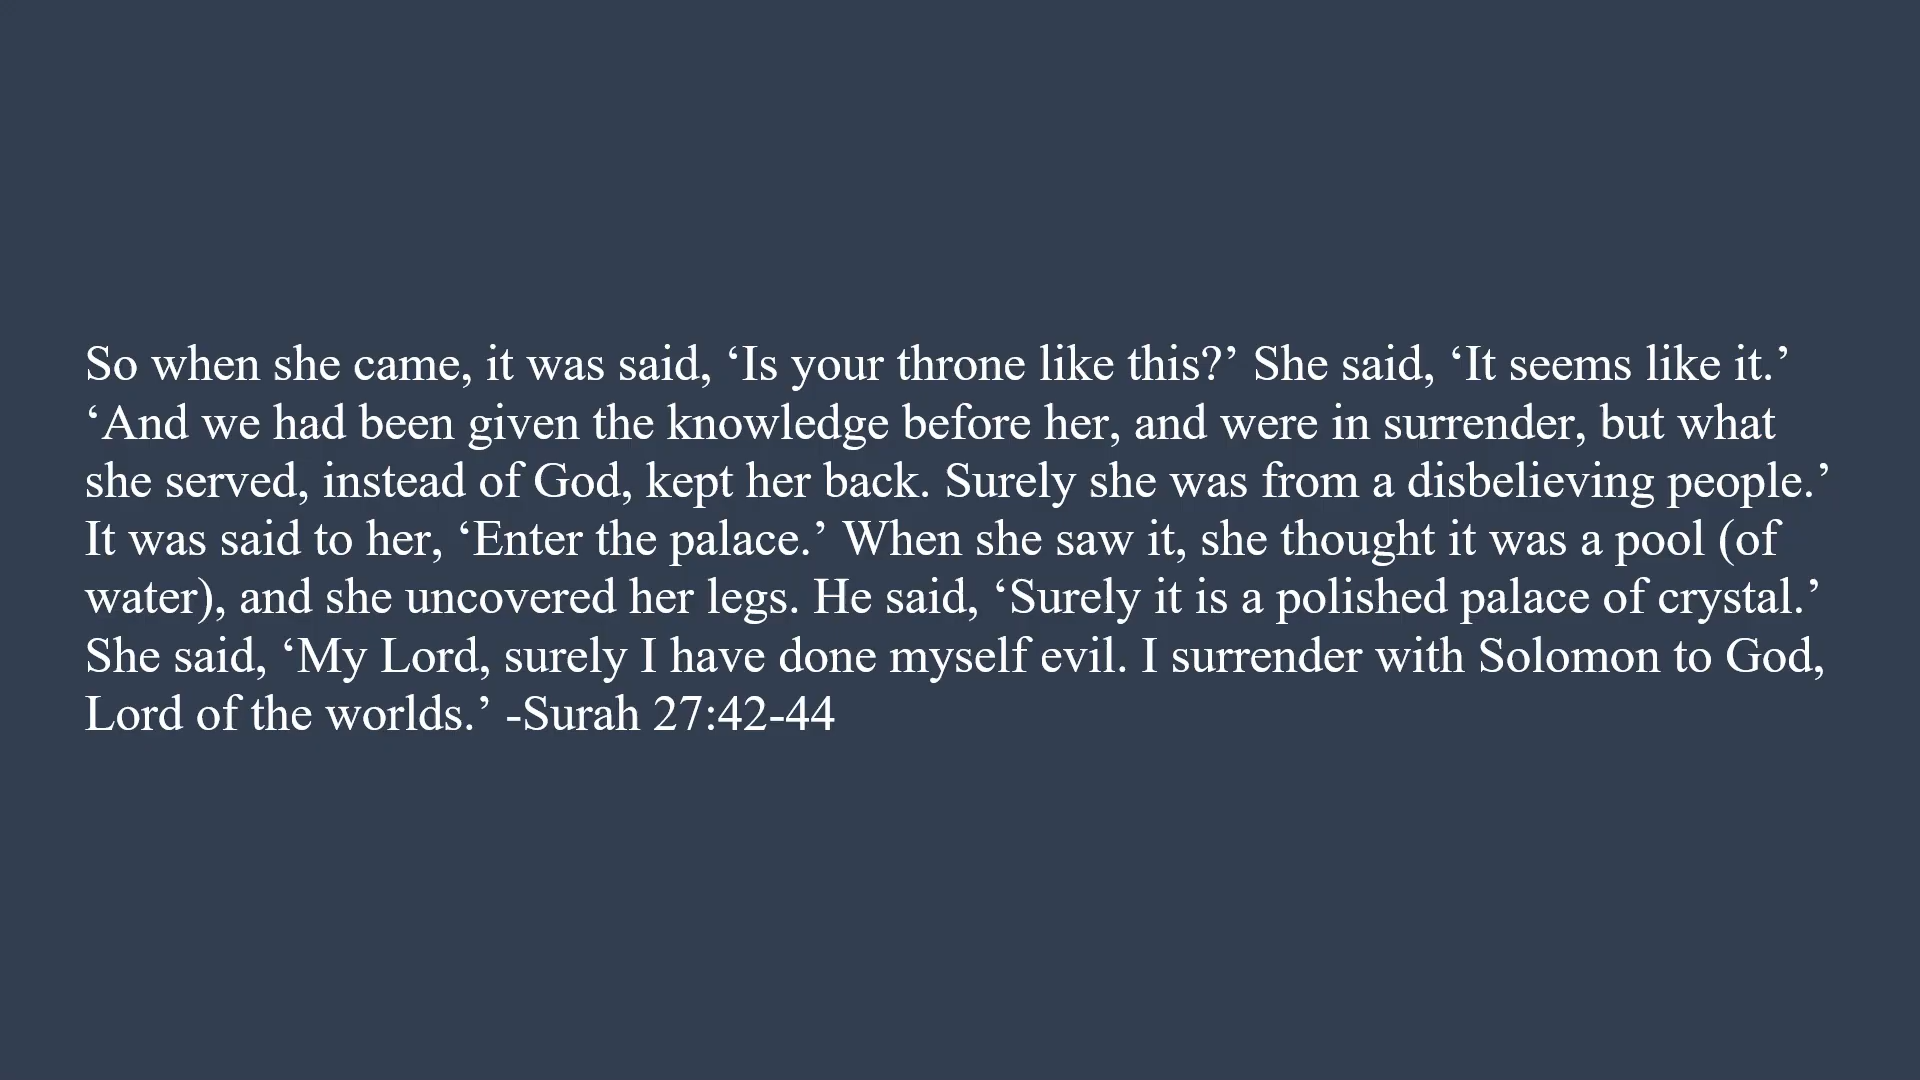 So when she came, it was said, ‘Is your throne like this?’ She said, ‘It seems like it.’
‘And we had been given the knowledge before her, and were in surrender, but what
she served, instead of God, kept her back. Surely she was from a disbelieving people.’
It was said to her, ‘Enter the palace.’ When she saw it, she thought it was a pool (of
water), and she uncovered her legs. He said, ‘Surely it is a polished palace of crystal.’
She said, ‘My Lord, surely I have done myself evil. I surrender with Solomon to God,
Lord of the worlds.’ -Surah 27:42-44